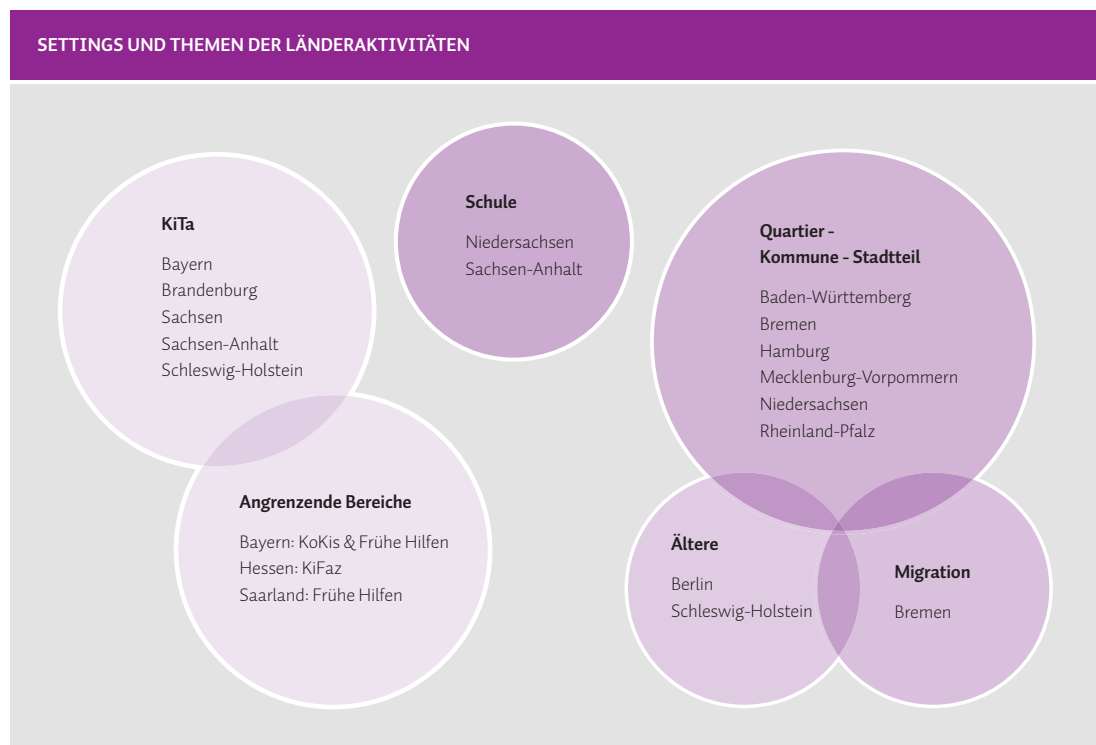 SETTINGS UND THEMEN DER LÄNDERAKTIVITÄTEN
KiTa
Bayern
Brandenburg
Sachsen
Sachsen-Anhalt
Schleswig-Holstein
Angrenzende Bereiche
Bayern: KoKis & Frühe Hilfen
Hessen: KiFaz
Saarland: Frühe Hilfen
Schule
Niedersachsen
Sachsen-Anhalt
Quartier -
Kommune - Stadtteil
Baden-Württemberg
Bremen
Hamburg
Mecklenburg-Vorpommern
Niedersachsen
Rheinland-Pfalz
Ältere
Berlin
Schleswig-Holstein
Migration
Bremen